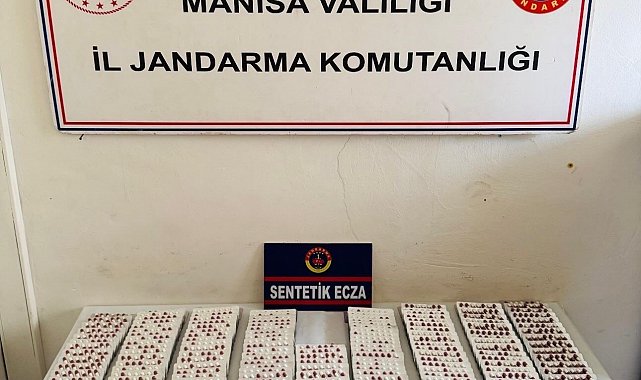 MANİSA VALİLİĞİ
İL JANDARMA KOMUTANLIĞI
SENTETİK ECZA